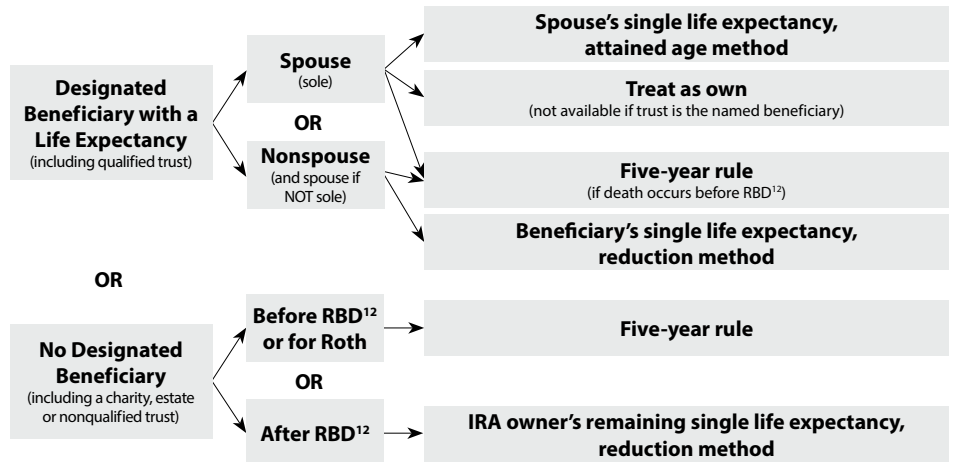 Designated
Beneficiary with a
Life Expectancy
(including qualified trust)
Spouse
(sole)
OR
Nonspouse
(and spouse if
NOT sole)
Spouse's single life expectancy,
attained age method
Treat as own
(not available if trust is the named beneficiary)
Five-year rule
(if death occurs before RBD¹²)
Beneficiary's single life expectancy,
reduction method
OR
No Designated
Beneficiary
(including a charity, estate
or nonqualified trust)
Before RBD¹²
or for Roth
OR
After RBD¹²
Five-year rule
IRA owner's remaining single life expectancy,
reduction method